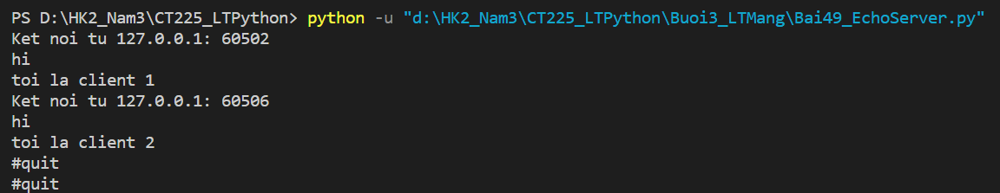 PS D:\HK2_Nam3\CT225_LTPython> python -u "d:\HK2_Nam3\CT225_LTPython\Buoi3_LTMang\Bai49_EchoServer.py"
Ket noi tu 127.0.0.1: 60502
hi
toi la client 1
Ket noi tu 127.0.0.1: 60506
hi
toi la client 2
#quit
#quit